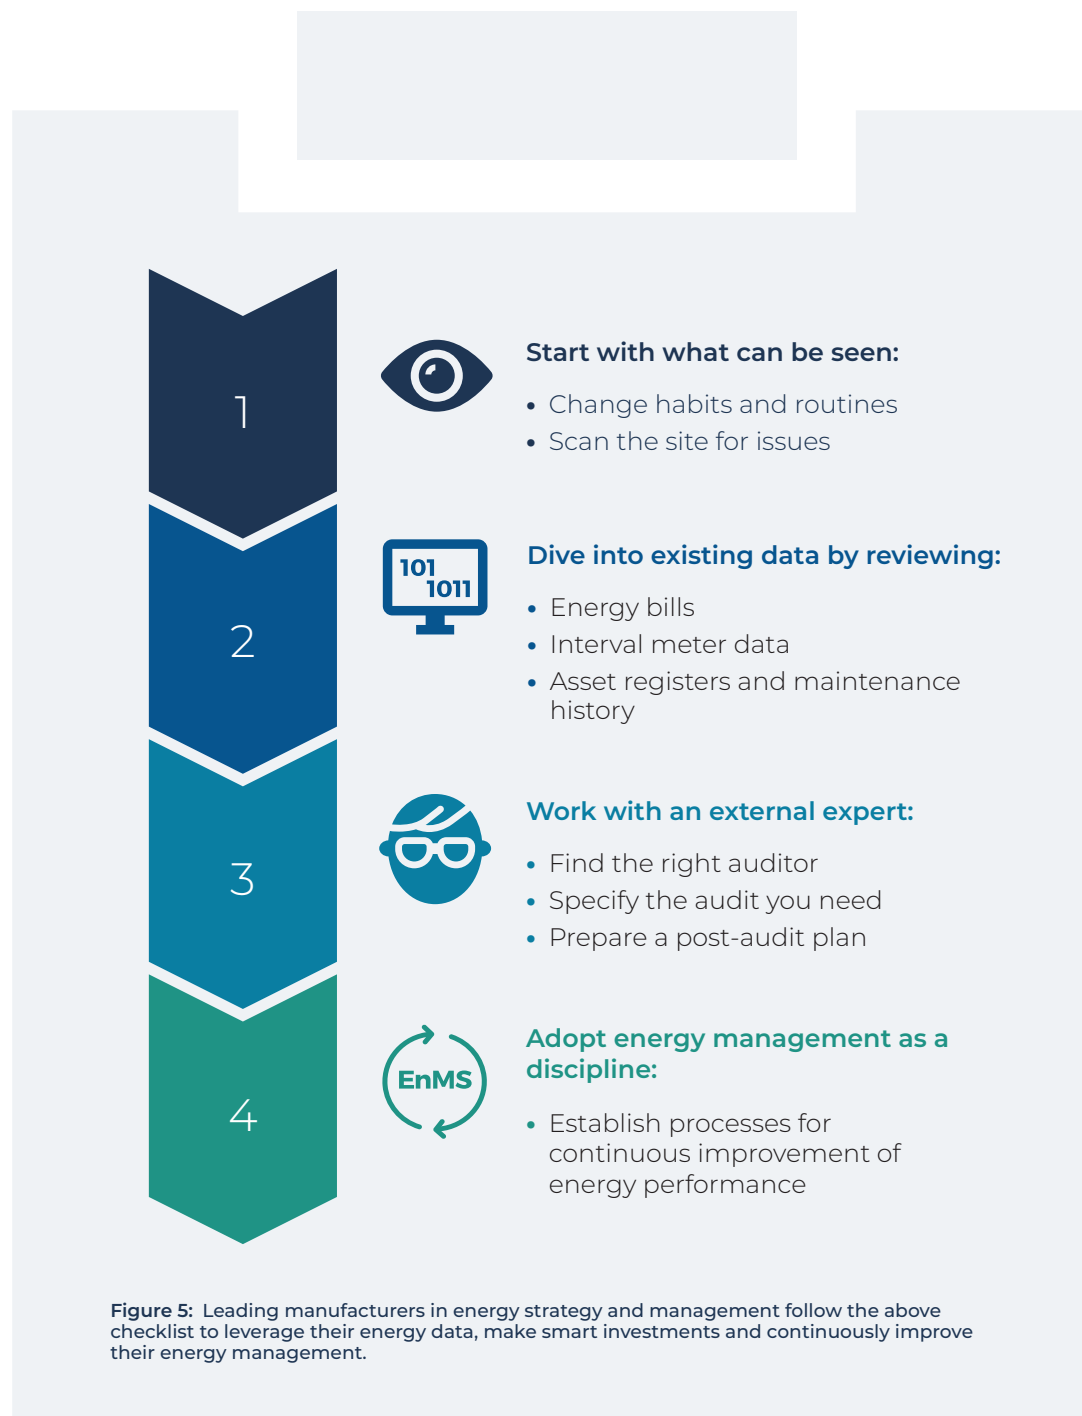 1
Start with what can be seen:
• Change habits and routines
• Scan the site for issues
2
101
1011
Dive into existing data by reviewing:
• Energy bills
• Interval meter data
• Asset registers and maintenance
history
3
Work with an external expert:
• Find the right auditor
• Specify the audit you need
• Prepare a post-audit plan
4
EnMS
Adopt energy management as a
discipline:
• Establish processes for
continuous improvement of
energy performance
Figure 5: Leading manufacturers in energy strategy and management follow the above
checklist to leverage their energy data, make smart investments and continuously improve
their energy management.